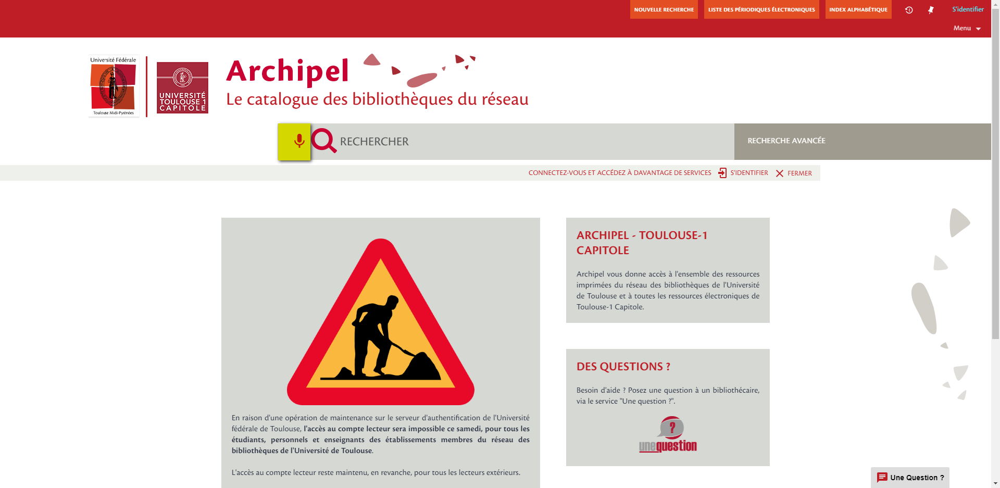 NOUVELLE RECHERCHE
LISTE DES PÉRIODIQUES ÉLECTRONIQUES
INDEX ALPHABÉTIQUE
S'identifier
Menu
Université Fédérale
Toulouse Midi-Pyrénées
UNIVERSITÉ
TOULOUSE 1
CAPITOLE
Archipel
Le catalogue des bibliothèques du réseau
RECHERCHER
RECHERCHE AVANCÉE
CONNECTEZ-VOUS ET ACCÉDEZ À DAVANTAGE DE SERVICES
S'IDENTIFIER
FERMER
En raison d'une opération de maintenance sur le serveur d'authentification de l'Université
fédérale de Toulouse, l'accès au compte lecteur sera impossible ce samedi, pour tous les
étudiants, personnels et enseignants des établissements membres du réseau des
bibliothèques de l'Université de Toulouse.
L'accès au compte lecteur reste maintenu, en revanche, pour tous les lecteurs extérieurs.
ARCHIPEL - TOULOUSE-1
CAPITOLE
Archipel vous donne accès à l'ensemble des ressources
imprimées du réseau des bibliothèques de l'Université
de Toulouse et à toutes les ressources électroniques de
Toulouse-1 Capitole.
DES QUESTIONS ?
Besoin d'aide ? Posez une question à un bibliothécaire,
via le service "Une question ?".
?
unequestion
Une Question ?